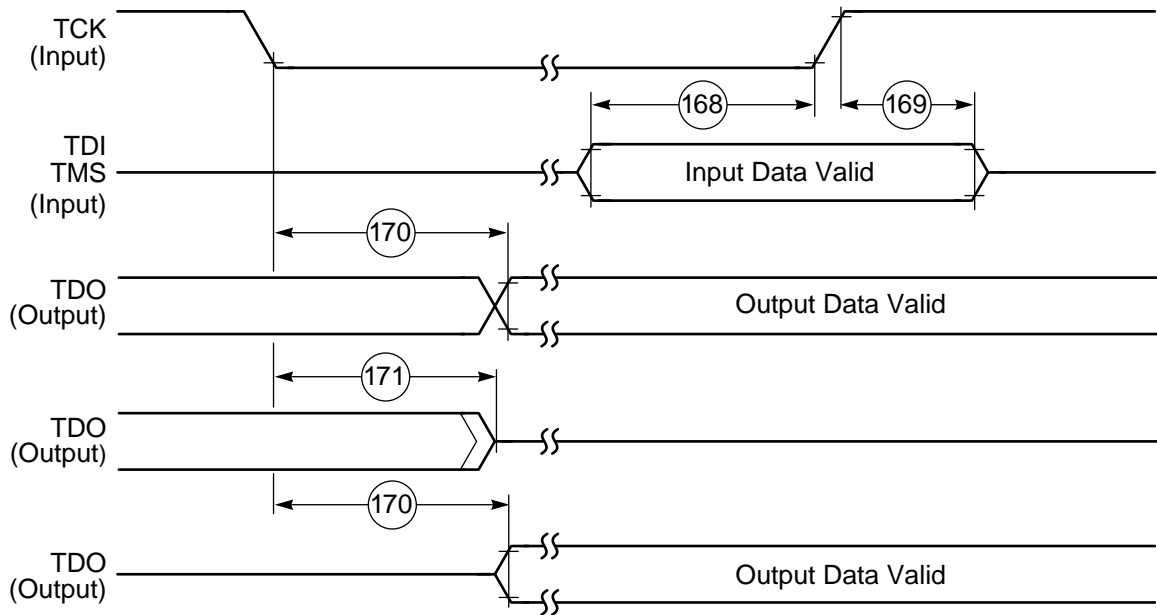 TCK
(Input)
168
169
TDI
TMS
(Input)
Input Data Valid
170
TDO
(Output)
Output Data Valid
171
TDO
(Output)
170
TDO
(Output)
Output Data Valid